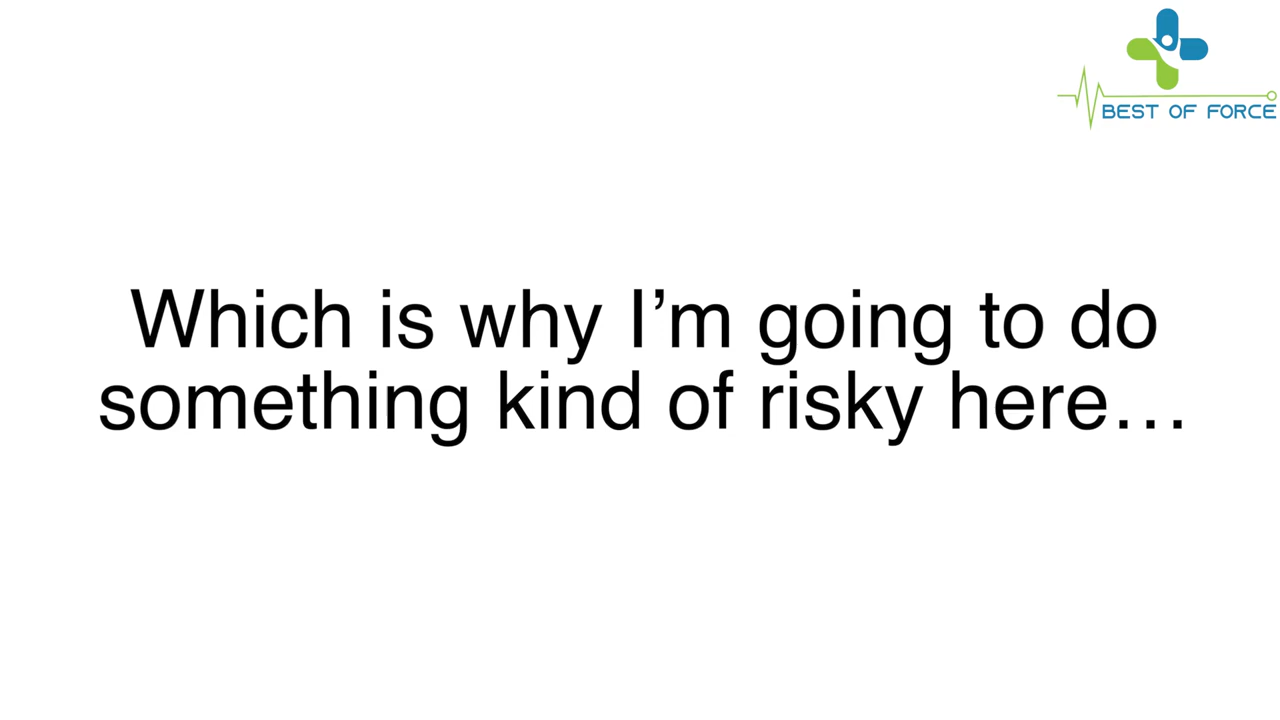 BEST OF FORCE
Which is why I’m going to do
something kind of risky here…